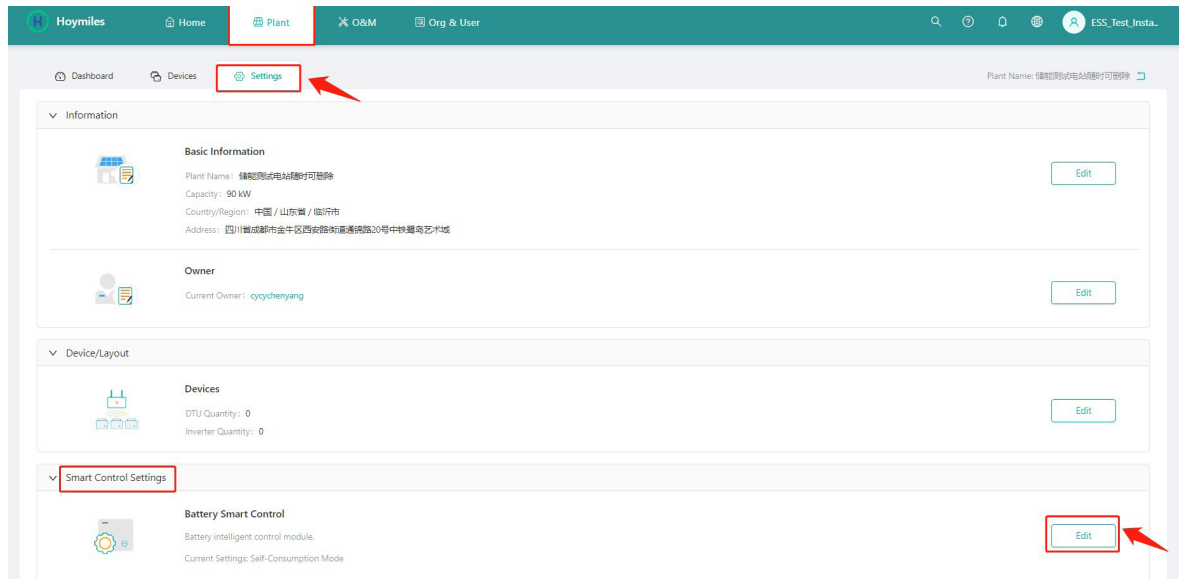 Hoymiles Home Plant O&M Org & User ESS_Test_Insta..
Dashboard Devices Settings Plant Name: 储能测试电站随时可删除
Information
Basic Information
Plant Name: 储能测试电站随时可删除
Edit
Capacity: 90 kW
Country/Region: 中国 / 山东省 / 临沂市
Address: 四川省成都市金牛区西安路街道通锦路20号中铁鹭岛艺术城
Owner
Current Owner: cycychenyang
Edit
Device/Layout
Devices
DTU Quantity: 0
Edit
Inverter Quantity: 0
Smart Control Settings
Battery Smart Control
Battery intelligent control module.
Edit
Current Settings: Self-Consumption Mode